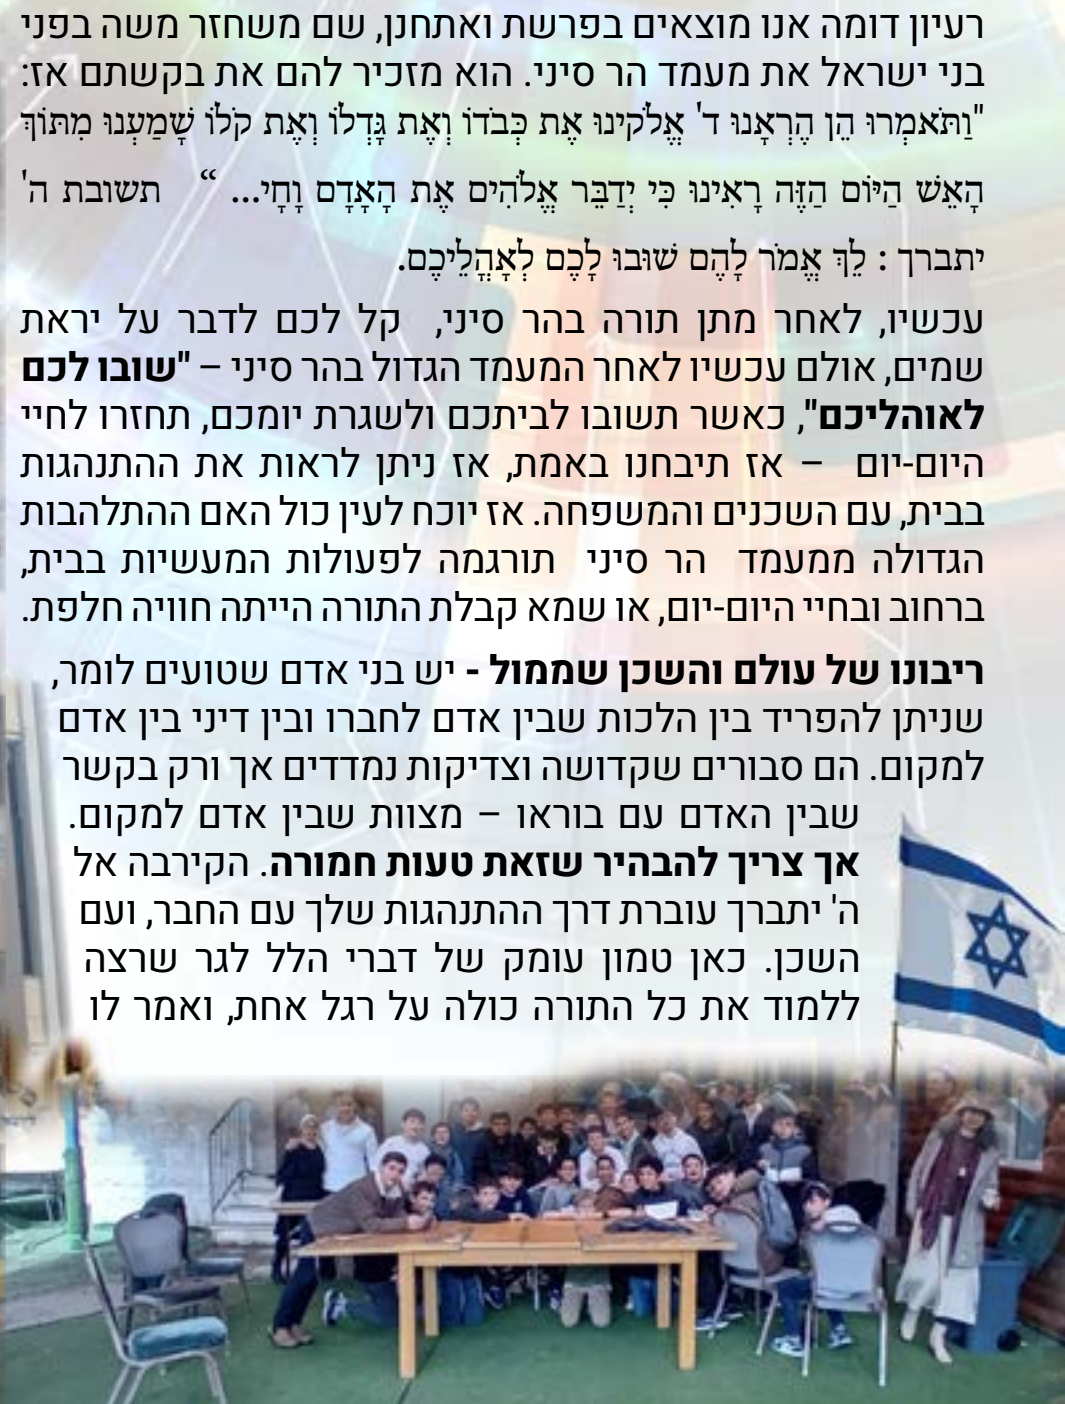 רעיון דומה אנו מוצאים בפרשת ואתחנן, שם משחזר משה בפני
בני ישראל את מעמד הר סיני. הוא מזכיר להם את בקשתם אז:
"וַתֹּאמְרוּ הֵן הֶרְאָנוּ ד' אֱלֹקינוּ אֶת כְּבֹדוֹ וְאֶת גָּדְלוֹ וְאֶת קֹלוֹ שָׁמַעְנוּ מִתּוֹךְ
הָאֵשׁ הַיּוֹם הַזֶּה רָאִינוּ כִּי יְדַבֵּר אֱלֹהִים אֶת הָאָדָם וָחָי... “ תשובת ה'
יתברך : לֵךְ אֱמֹר לָהֶם שׁוּבוּ לָכֶם לְאָהֳלֵיכֶם.
עכשיו, לאחר מתן תורה בהר סיני, קל לכם לדבר על יראת
שמים, אולם עכשיו לאחר המעמד הגדול בהר סיני – "שובו לכם
לאוהליכם", כאשר תשובו לביתכם ולשגרת יומכם, תחזרו לחיי
היום-יום – אז תיבחנו באמת, אז ניתן לראות את ההתנהגות
בבית, עם השכנים והמשפחה. אז יוכח לעין כול האם ההתלהבות
הגדולה ממעמד הר סיני תורגמה לפעולות המעשיות בבית,
ברחוב ובחיי היום-יום, או שמא קבלת התורה הייתה חוויה חלפת.
ריבונו של עולם והשכן שממול - יש בני אדם שטועים לומר,
שניתן להפריד בין הלכות שבין אדם לחברו ובין דיני בין אדם
למקום. הם סבורים שקדושה וצדיקות נמדדים אך ורק בקשר
שבין האדם עם בוראו – מצוות שבין אדם למקום.
אך צריך להבהיר שזאת טעות חמורה. הקירבה אל
ה' יתברך עוברת דרך ההתנהגות שלך עם החבר, ועם
השכן. כאן טמון עומק של דברי הלל לגר שרצה
ללמוד את כל התורה כולה על רגל אחת, ואמר לו